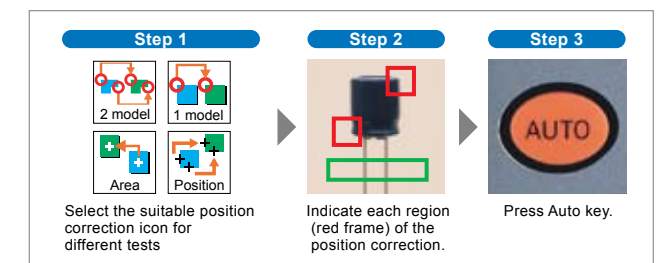 Step 1
2 model
1 model
Area
Position
Select the suitable position
correction icon for
different tests
Step 2
Indicate each region
(red frame) of the
position correction.
Step 3
AUTO
Press Auto key.